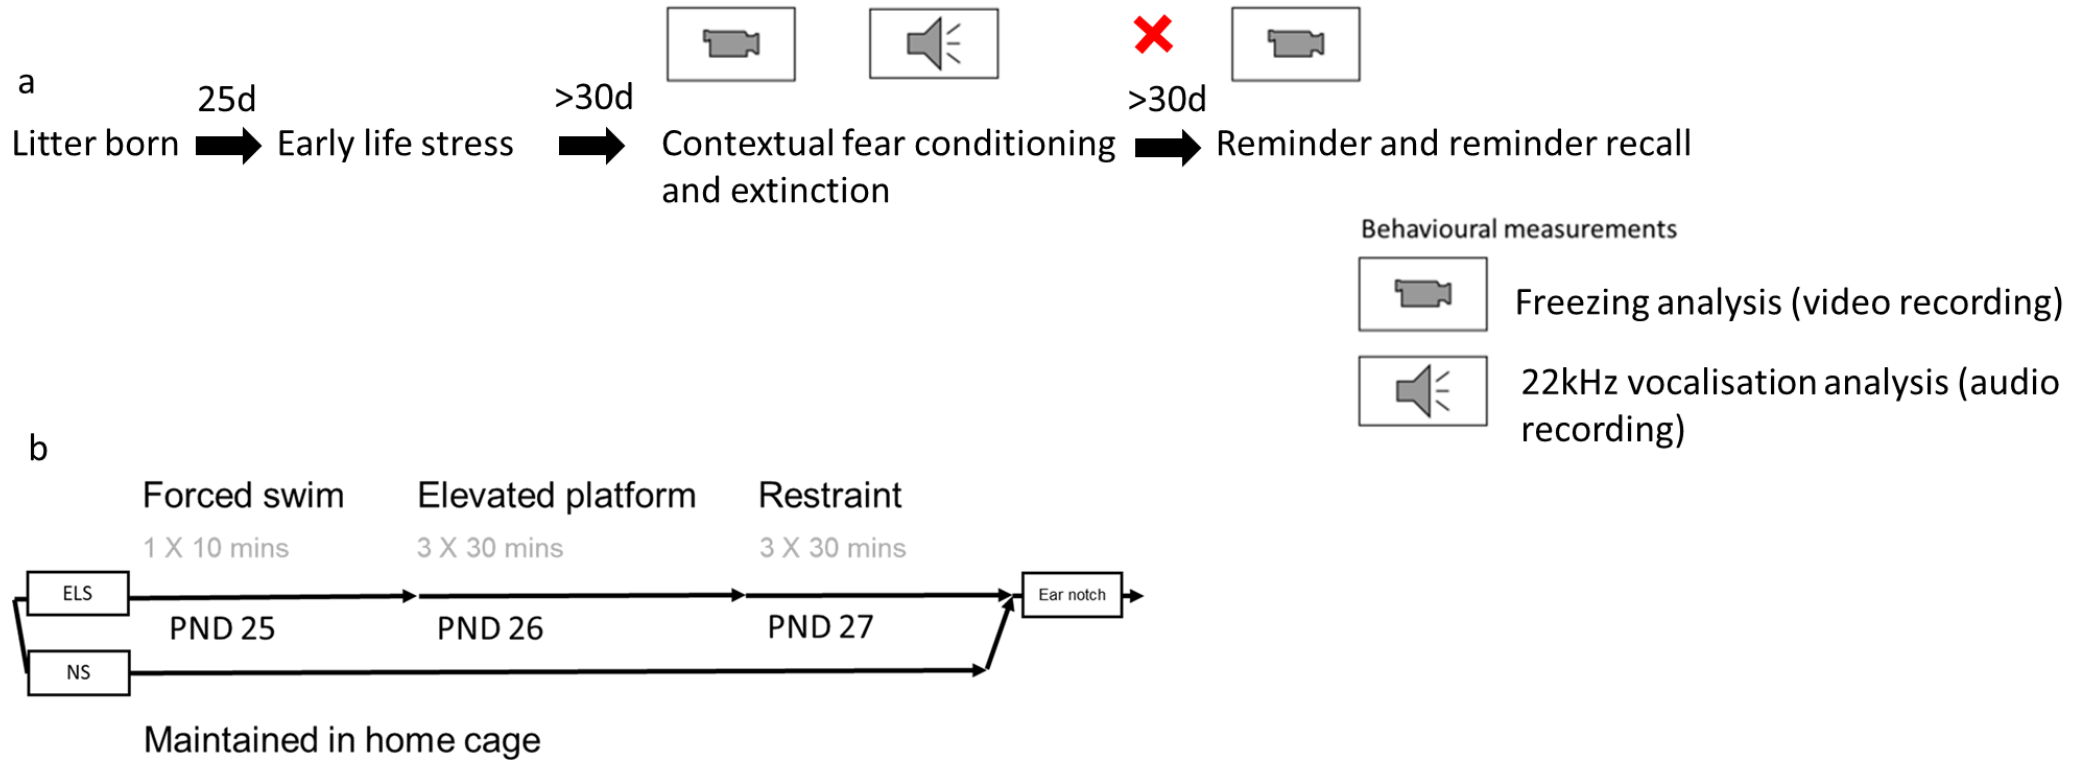 a
25d
>30d
>30d
Litter born
Early life stress
Contextual fear conditioning
and extinction
Reminder and reminder recall
Behavioural measurements
Freezing analysis (video recording)
22kHz vocalisation analysis (audio
recording)
b
Forced swim
Elevated platform
Restraint
1 X 10 mins
3 X 30 mins
3 X 30 mins
ELS
Ear notch
PND 25
PND 26
PND 27
NS
Maintained in home cage